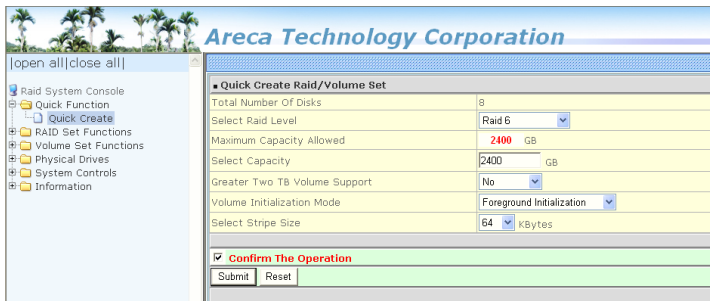 Areca Technology Corporation
|open all|close all|
Raid System Console
Quick Function
Quick Create
RAID Set Functions
Volume Set Functions
Physical Drives
System Controls
Information
Quick Create Raid/Volume Set
Total Number Of Disks 8
Select Raid Level Raid 6
Maximum Capacity Allowed 2400 GB
Select Capacity 2400 GB
Greater Two TB Volume Support No
Volume Initialization Mode Foreground Initialization
Select Stripe Size 64 KBytes
Confirm The Operation
Submit Reset